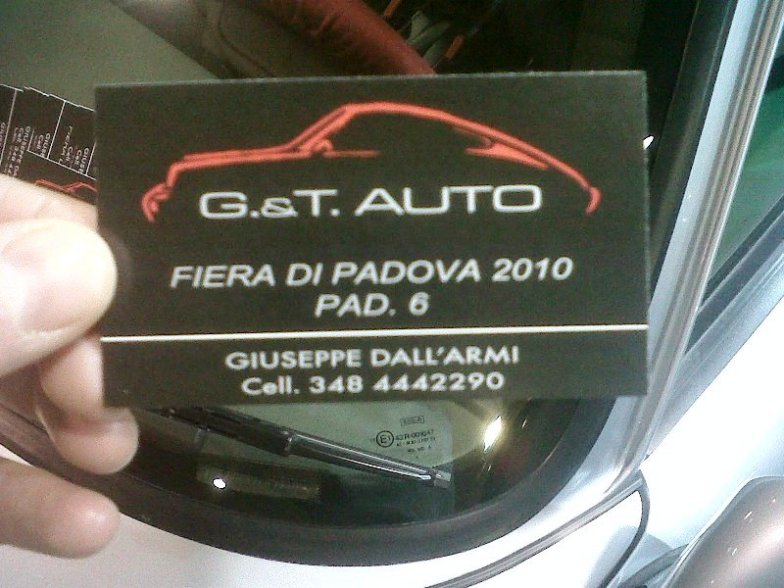 G.&T. AUTO
FIERA DI PADOVA 2010
PAD. 6
GIUSEPPE DALL'ARMI
Cell. 348 4442290